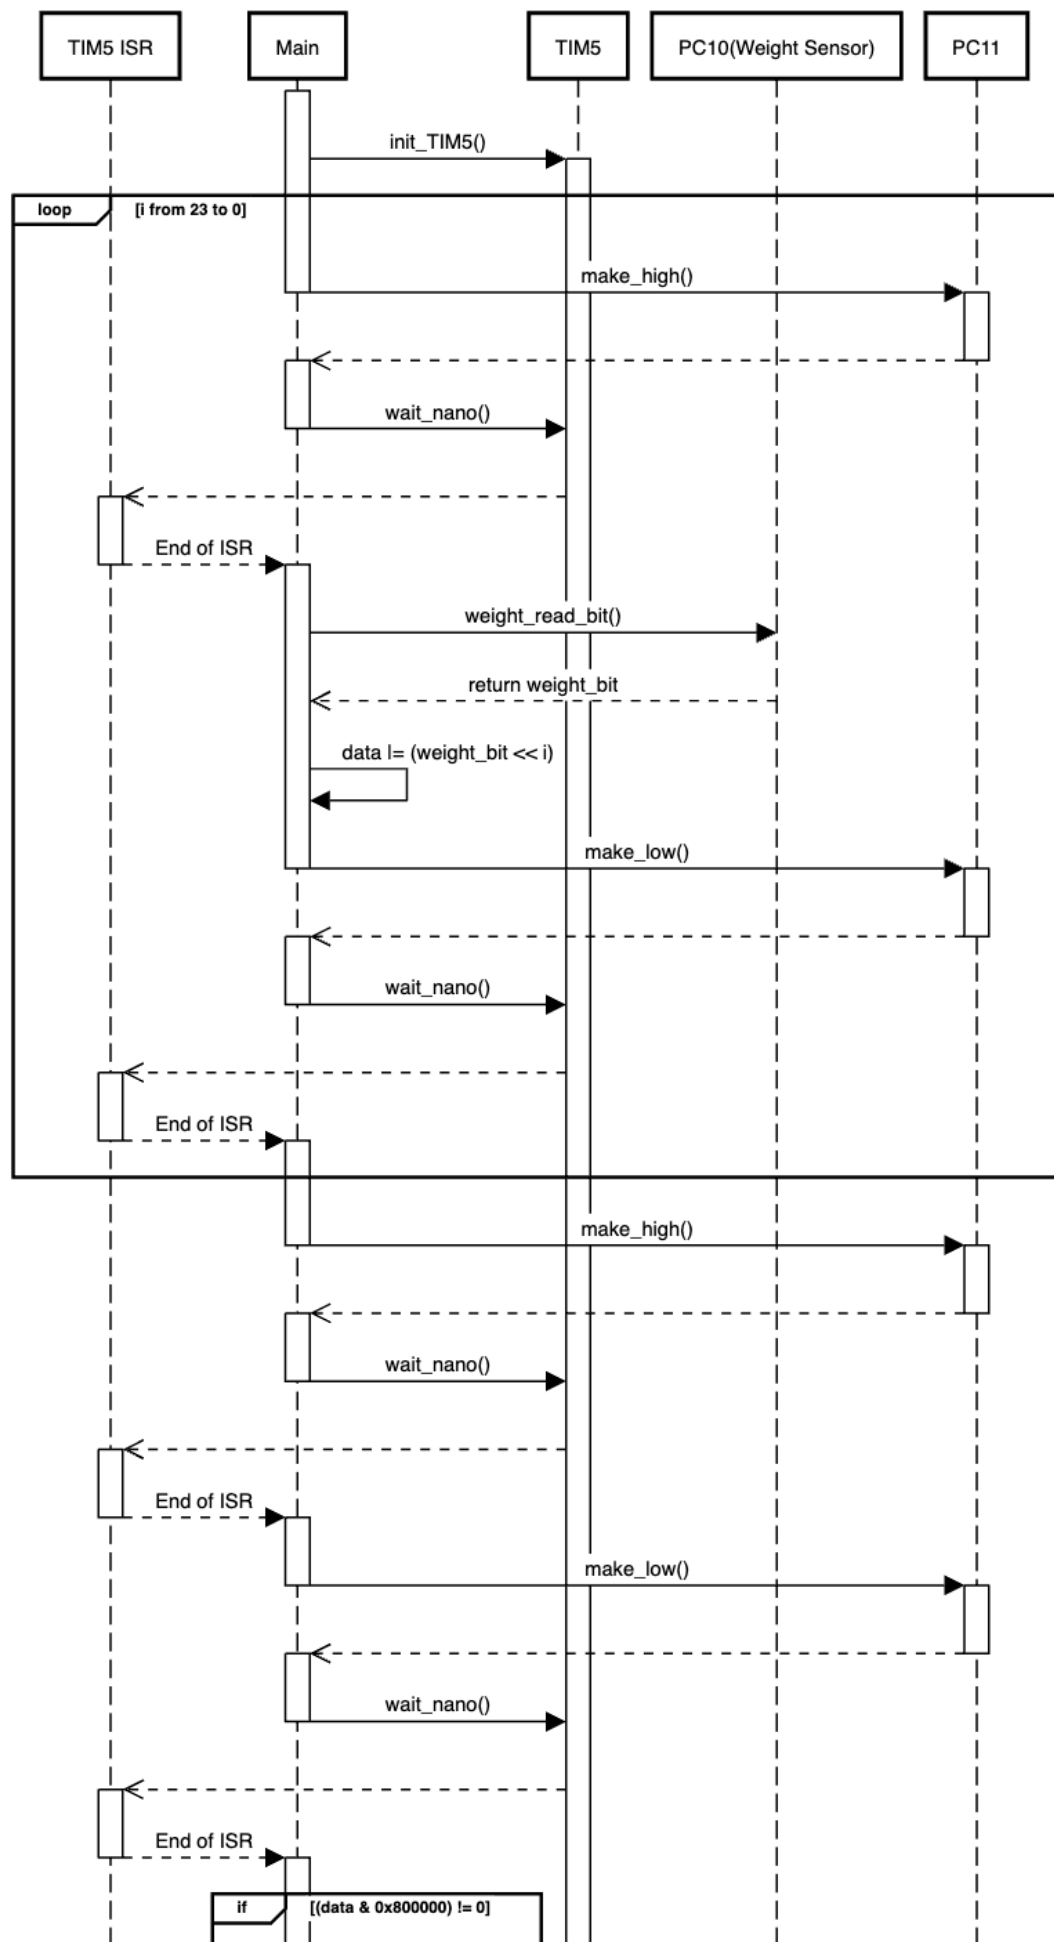 TIM5 ISR
Main
TIM5
PC10(Weight Sensor)
PC11
init_TIM5()
loop
[i from 23 to 0]
make_high()
wait_nano()
End of ISR
weight_read_bit()
return weight_bit
data |= (weight_bit << i)
make_low()
wait_nano()
End of ISR
make_high()
wait_nano()
End of ISR
make_low()
wait_nano()
End of ISR
if
[(data & 0x800000) != 0]